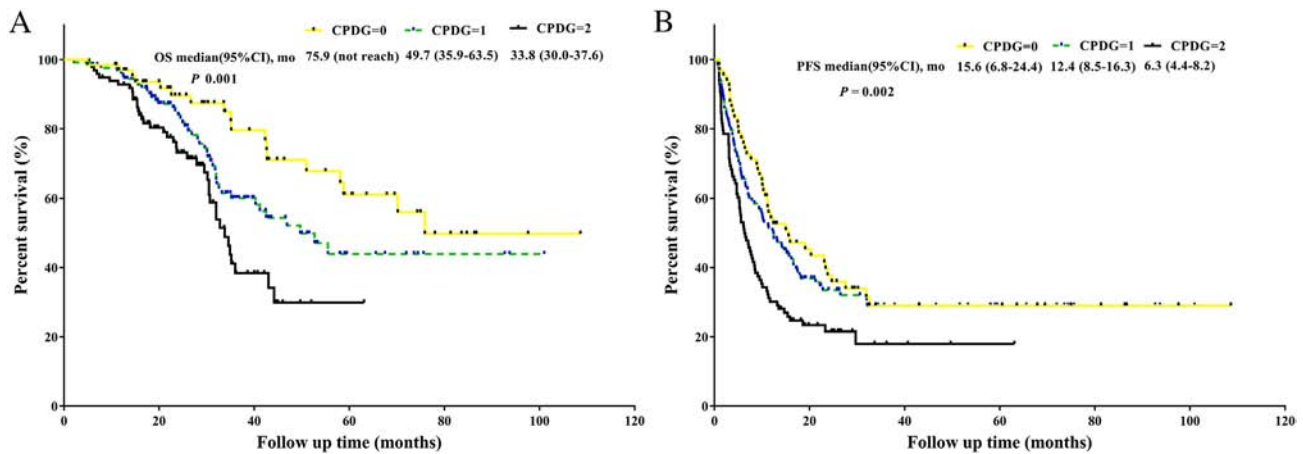 A
CPDG=0 CPDG=1 CPDG=2
OS median(95%CI), mo 75.9 (not reach) 49.7 (35.9-63.5) 33.8 (30.0-37.6)
P 0.001
Percent survival (%)
100
80
60
40
20
0
0 20 40 60 80 100 120
Follow up time (months)
B
CPDG=0 CPDG=1 CPDG=2
PFS median(95%CI), mo 15.6 (6.8-24.4) 12.4 (8.5-16.3) 6.3 (4.4-8.2)
P = 0.002
Percent survival (%)
100
80
60
40
20
0
0 20 40 60 80 100 120
Follow up time (months)